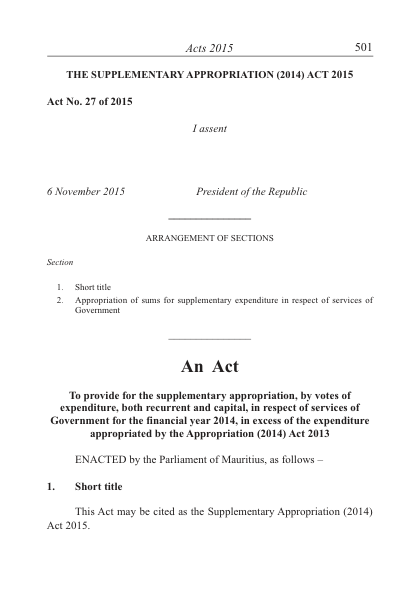 Acts 2015 501
THE SUPPLEMENTARY APPROPRIATION (2014) ACT 2015
Act No. 27 of 2015
I assent
6 November 2015 President of the Republic
ARRANGEMENT OF SECTIONS
Section
1. Short title
2. Appropriation of sums for supplementary expenditure in respect of services of
Government
An Act
To provide for the supplementary appropriation, by votes of
expenditure, both recurrent and capital, in respect of services of
Government for the financial year 2014, in excess of the expenditure
appropriated by the Appropriation (2014) Act 2013
ENACTED by the Parliament of Mauritius, as follows –
1. Short title
This Act may be cited as the Supplementary Appropriation (2014)
Act 2015.